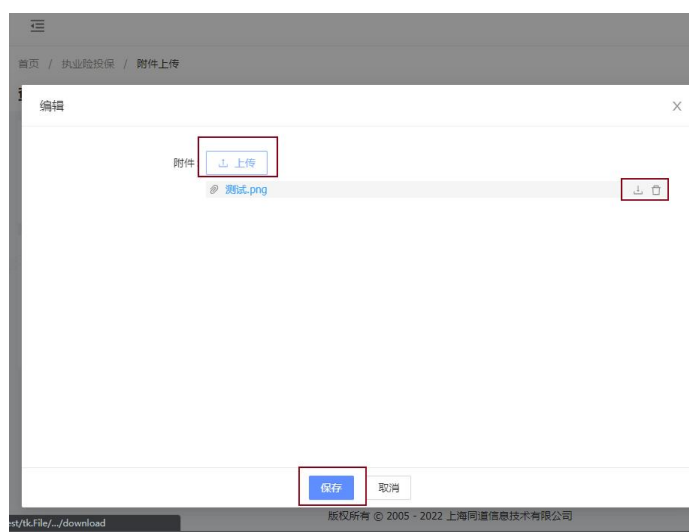 首页 / 执业险投保 / 附件上传
编辑
附件
上传
测试.png
保存
取消
est/tk.File/.../download
版权所有 © 2005 - 2022 上海同道信息技术有限公司